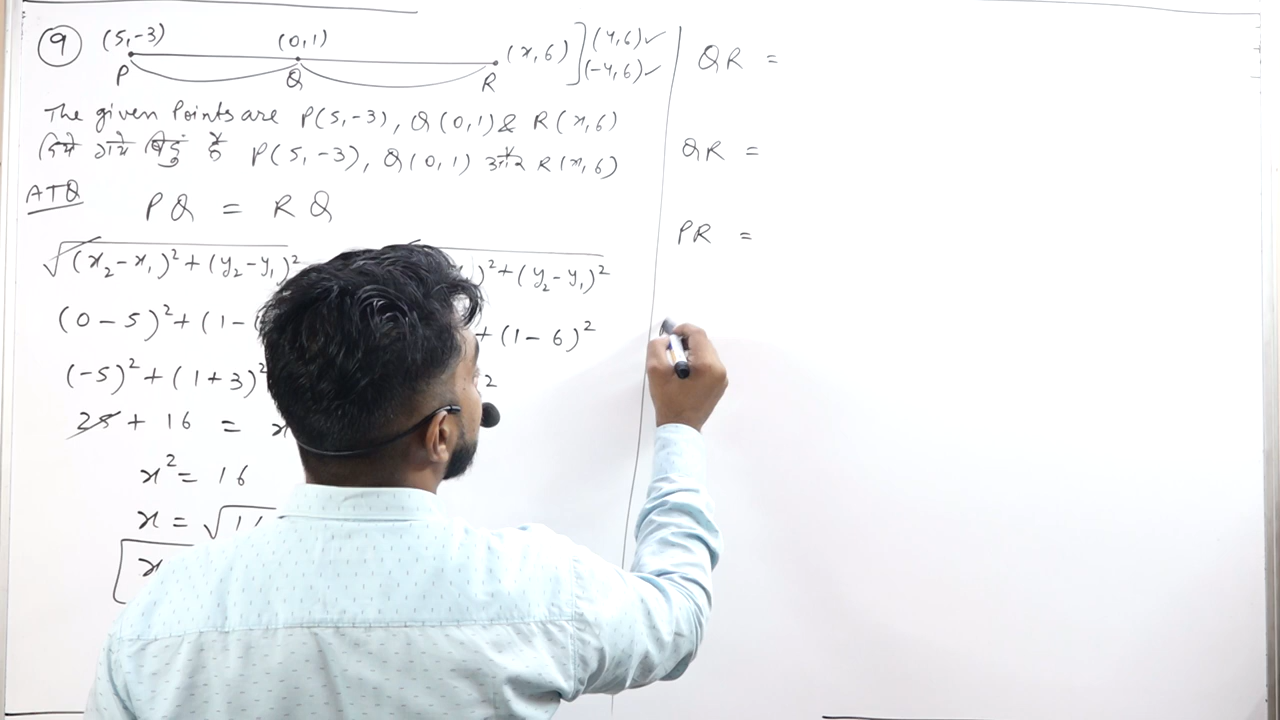 9 (5,-3) (0,1) (x,6) ] (4,6)✓
(-4,6)✓
P Q R
The given Points are P(5,-3), Q(0,1) & R(x,6)
दिये गये बिंदु है P(5,-3), Q(0,1) और R(x,6)
ATQ PQ = RQ
√(x₂-x₁)²+(y₂-y₁)² )²+(y₂-y₁)²
(0-5)²+(1- +(1-6)²
(-5)²+(1+3)² 2
25 + 16 = x
x² = 16
x = √
x
QR =
QR =
PR =